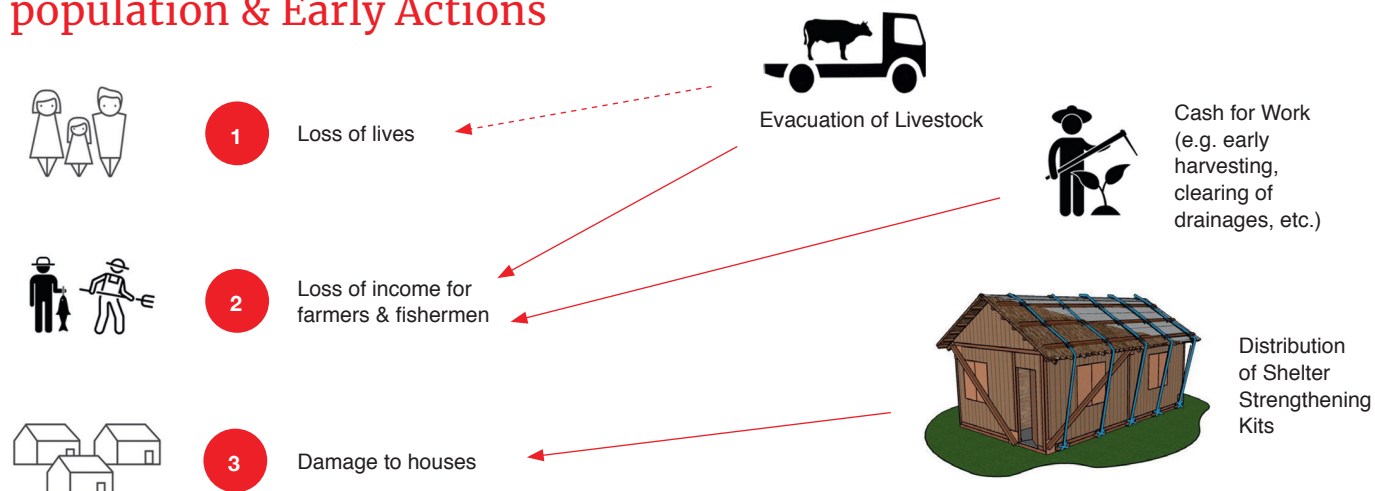 population & Early Actions
1
Loss of lives
Evacuation of Livestock
Cash for Work
(e.g. early
harvesting,
clearing of
drainages, etc.)
2
Loss of income for
farmers & fishermen
Distribution
of Shelter
Strengthening
Kits
3
Damage to houses